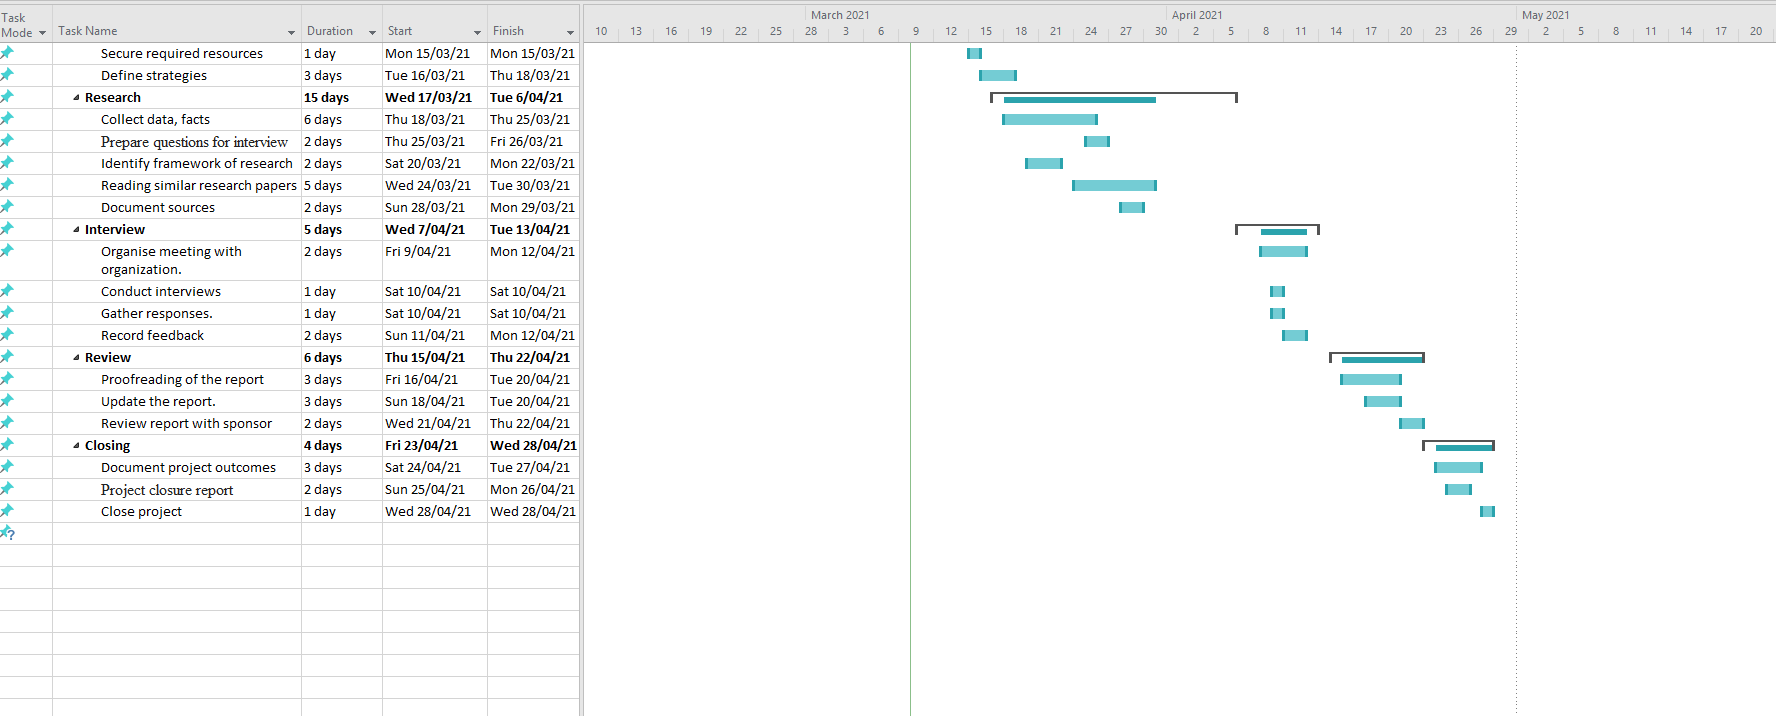 Task
Mode Task Name Duration Start Finish
March 2021 April 2021 May 2021
10 13 16 19 22 25 28 3 6 9 12 15 18 21 24 27 30 2 5 8 11 14 17 20 23 26 29 2 5 8 11 14 17 20
Secure required resources 1 day Mon 15/03/21 Mon 15/03/21
Define strategies 3 days Tue 16/03/21 Thu 18/03/21
Research 15 days Wed 17/03/21 Tue 6/04/21
Collect data, facts 6 days Thu 18/03/21 Thu 25/03/21
Prepare questions for interview 2 days Thu 25/03/21 Fri 26/03/21
Identify framework of research 2 days Sat 20/03/21 Mon 22/03/21
Reading similar research papers 5 days Wed 24/03/21 Tue 30/03/21
Document sources 2 days Sun 28/03/21 Mon 29/03/21
Interview 5 days Wed 7/04/21 Tue 13/04/21
Organise meeting with 2 days Fri 9/04/21 Mon 12/04/21
organization.
Conduct interviews 1 day Sat 10/04/21 Sat 10/04/21
Gather responses. 1 day Sat 10/04/21 Sat 10/04/21
Record feedback 2 days Sun 11/04/21 Mon 12/04/21
Review 6 days Thu 15/04/21 Thu 22/04/21
Proofreading of the report 3 days Fri 16/04/21 Tue 20/04/21
Update the report. 3 days Sun 18/04/21 Tue 20/04/21
Review report with sponsor 2 days Wed 21/04/21 Thu 22/04/21
Closing 4 days Fri 23/04/21 Wed 28/04/21
Document project outcomes 3 days Sat 24/04/21 Tue 27/04/21
Project closure report 2 days Sun 25/04/21 Mon 26/04/21
Close project 1 day Wed 28/04/21 Wed 28/04/21
?